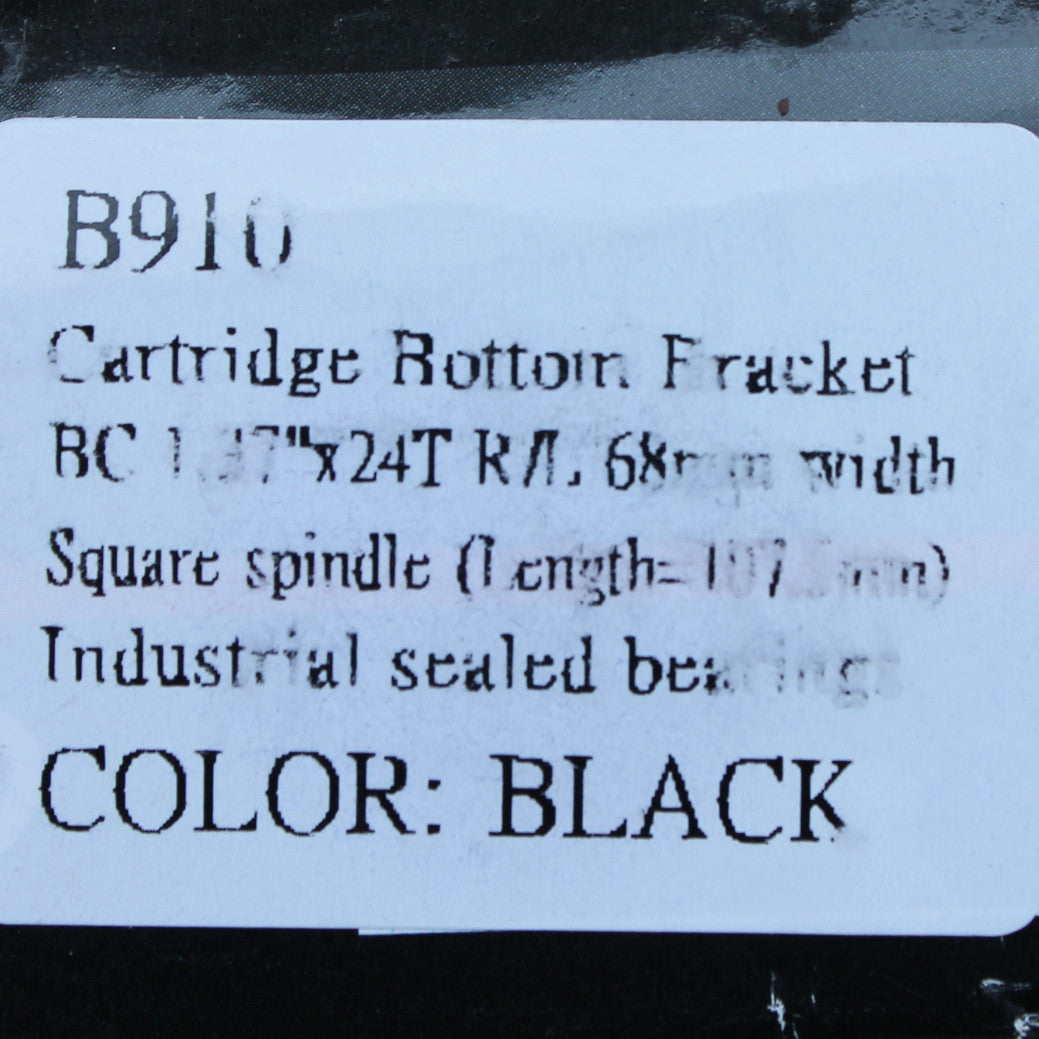 B910
Cartridge Bottom Bracket
BC 1.37"x24T R/L 68mm width
Square spindle (Length= 107.5mm)
Industrial sealed bearings
COLOR: BLACK